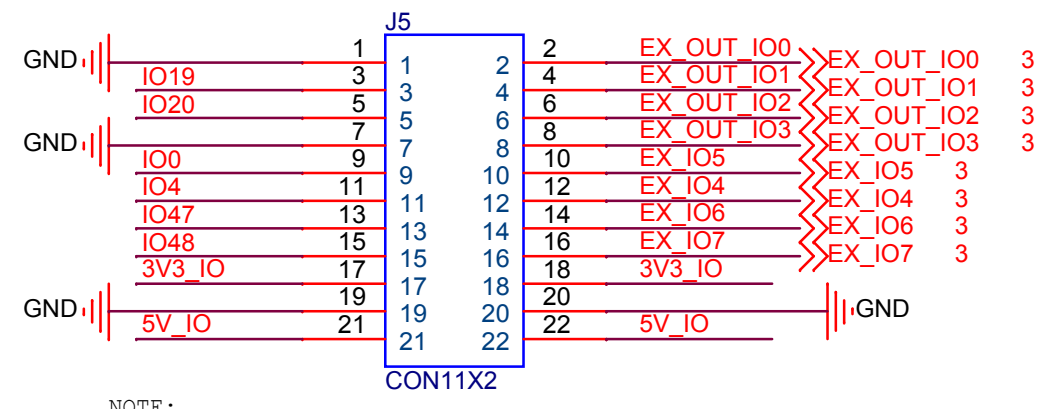 J5
GND 1 1 2 2 EX_OUT_IO0 EX_OUT_IO0 3
IO19 3 3 4 4 EX_OUT_IO1 EX_OUT_IO1 3
IO20 5 5 6 6 EX_OUT_IO2 EX_OUT_IO2 3
GND 7 7 8 8 EX_OUT_IO3 EX_OUT_IO3 3
IO0 9 9 10 10 EX_IO5 EX_IO5 3
IO4 11 11 12 12 EX_IO4 EX_IO4 3
IO47 13 13 14 14 EX_IO6 EX_IO6 3
IO48 15 15 16 16 EX_IO7 EX_IO7 3
3V3_IO 17 17 18 18 3V3_IO
GND 19 19 20 20 GND
5V_IO 21 21 22 22 5V_IO
CON11X2
NOTE: